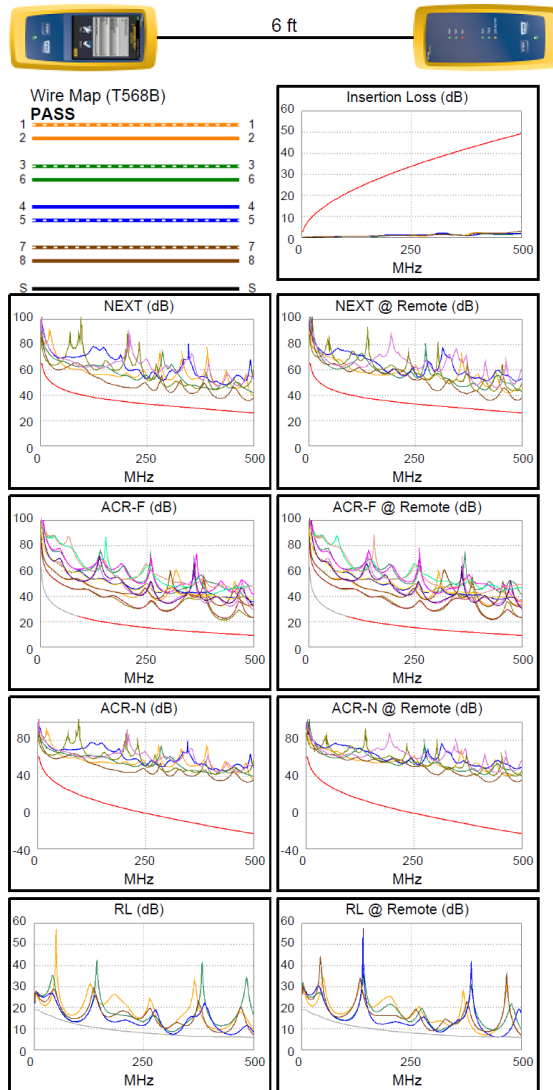 6 ft
Wire Map (T568B)
PASS
1 1
2 2
3 3
6 6
4 4
5 5
7 7
8 8
S S
Insertion Loss (dB)
60
50
40
30
20
10
0
0 250 500
MHz
NEXT (dB)
100
80
60
40
20
0
0 250 500
MHz
NEXT @ Remote (dB)
100
80
60
40
20
0
0 250 500
MHz
ACR-F (dB)
100
80
60
40
20
0
0 250 500
MHz
ACR-F @ Remote (dB)
100
80
60
40
20
0
0 250 500
MHz
ACR-N (dB)
80
40
0
-40
0 250 500
MHz
ACR-N @ Remote (dB)
80
40
0
-40
0 250 500
MHz
RL (dB)
60
50
40
30
20
10
0
0 250 500
MHz
RL @ Remote (dB)
60
50
40
30
20
10
0
0 250 500
MHz